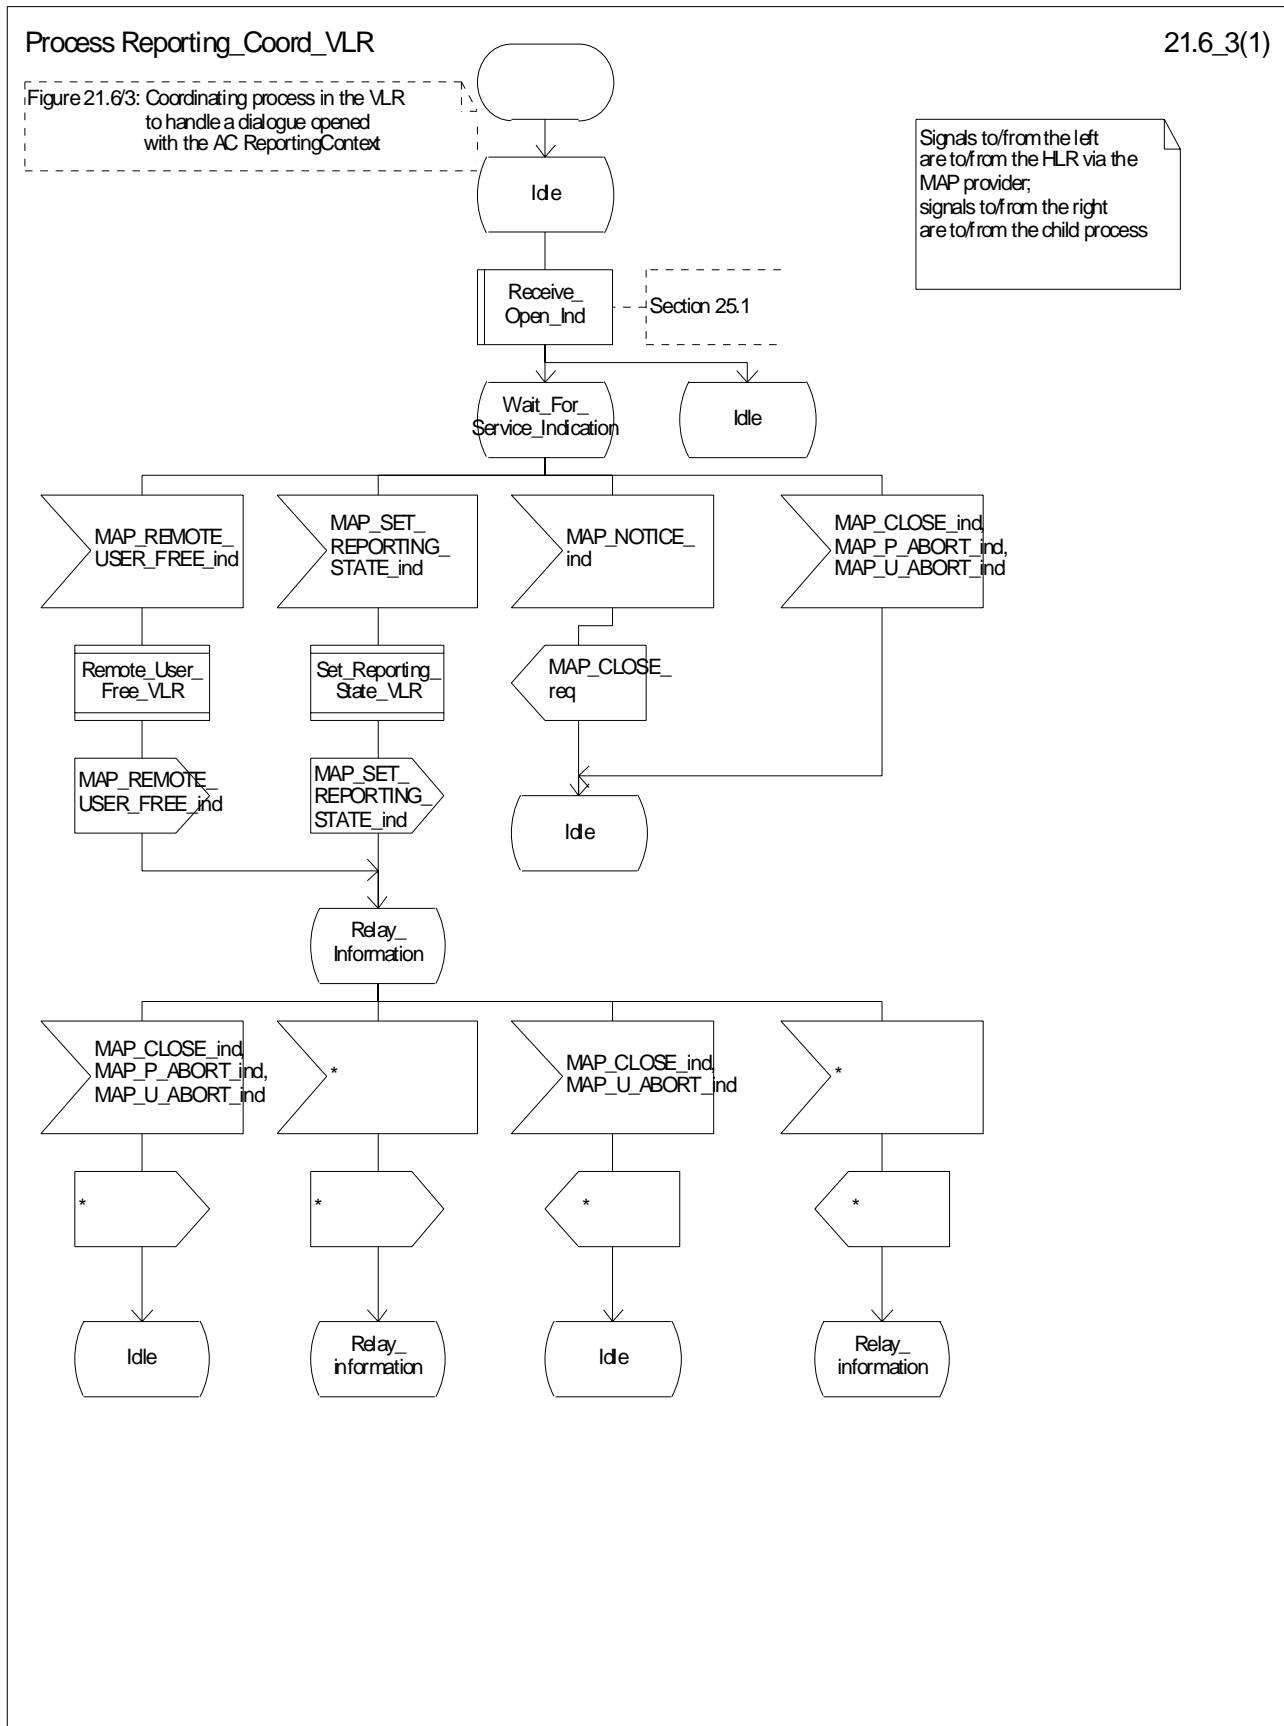 Process Reporting_Coord_VLR
21.6_3(1)
Figure 21.6/3: Coordinating process in the VLR
to handle a dialogue opened
with the AC ReportingContext
Signals to/from the left
are to/from the HLR via the
MAP provider;
signals to/from the right
are to/from the child process
Idle
Receive_
Open_Ind
Section 25.1
Wait_For_
Service_Indication
Idle
MAP_REMOTE_
USER_FREE_ind
MAP_SET_
REPORTING_
STATE_ind
MAP_NOTICE_
ind
MAP_CLOSE_ind,
MAP_P_ABORT_ind,
MAP_U_ABORT_ind
Remote_User_
Free_VLR
Set_Reporting_
State_VLR
MAP_CLOSE_
req
MAP_REMOTE_
USER_FREE_ind
MAP_SET_
REPORTING_
STATE_ind
Idle
Relay_
Information
MAP_CLOSE_ind,
MAP_P_ABORT_ind,
MAP_U_ABORT_ind
*
MAP_CLOSE_ind,
MAP_U_ABORT_ind
*
*
*
*
*
Idle
Relay_
information
Idle
Relay_
information